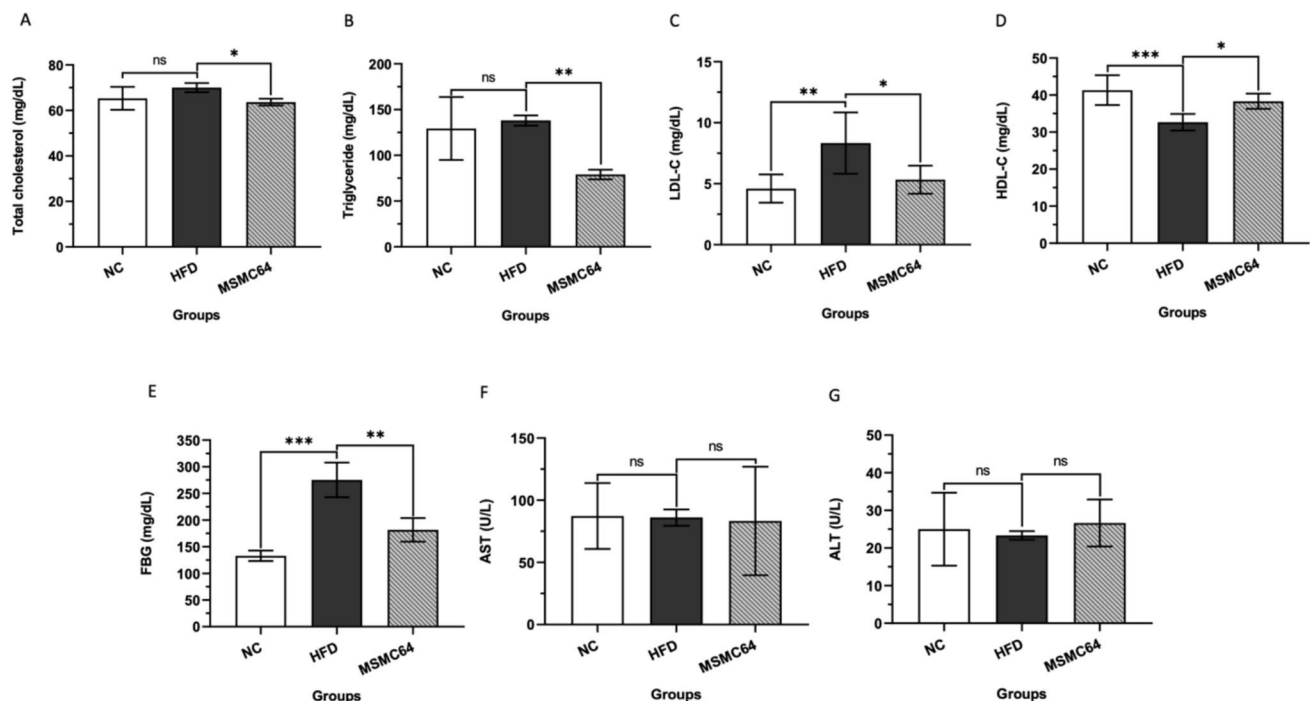 A
Total cholesterol (mg/dL)
80
60
40
20
0
ns
*
NC
HFD
MSMC64
Groups
B
Triglyceride (mg/dL)
200
150
100
50
0
ns
**
NC
HFD
MSMC64
Groups
C
LDL-C (mg/dL)
15
10
5
0
**
*
NC
HFD
MSMC64
Groups
D
HDL-C (mg/dL)
50
40
30
20
10
0
***
*
NC
HFD
MSMC64
Groups
E
FBG (mg/dL)
350
300
250
200
150
100
50
0
***
**
NC
HFD
MSMC64
Groups
F
AST (U/L)
150
100
50
0
ns
ns
NC
HFD
MSMC64
Groups
G
ALT (U/L)
50
40
30
20
10
0
ns
ns
NC
HFD
MSMC64
Groups